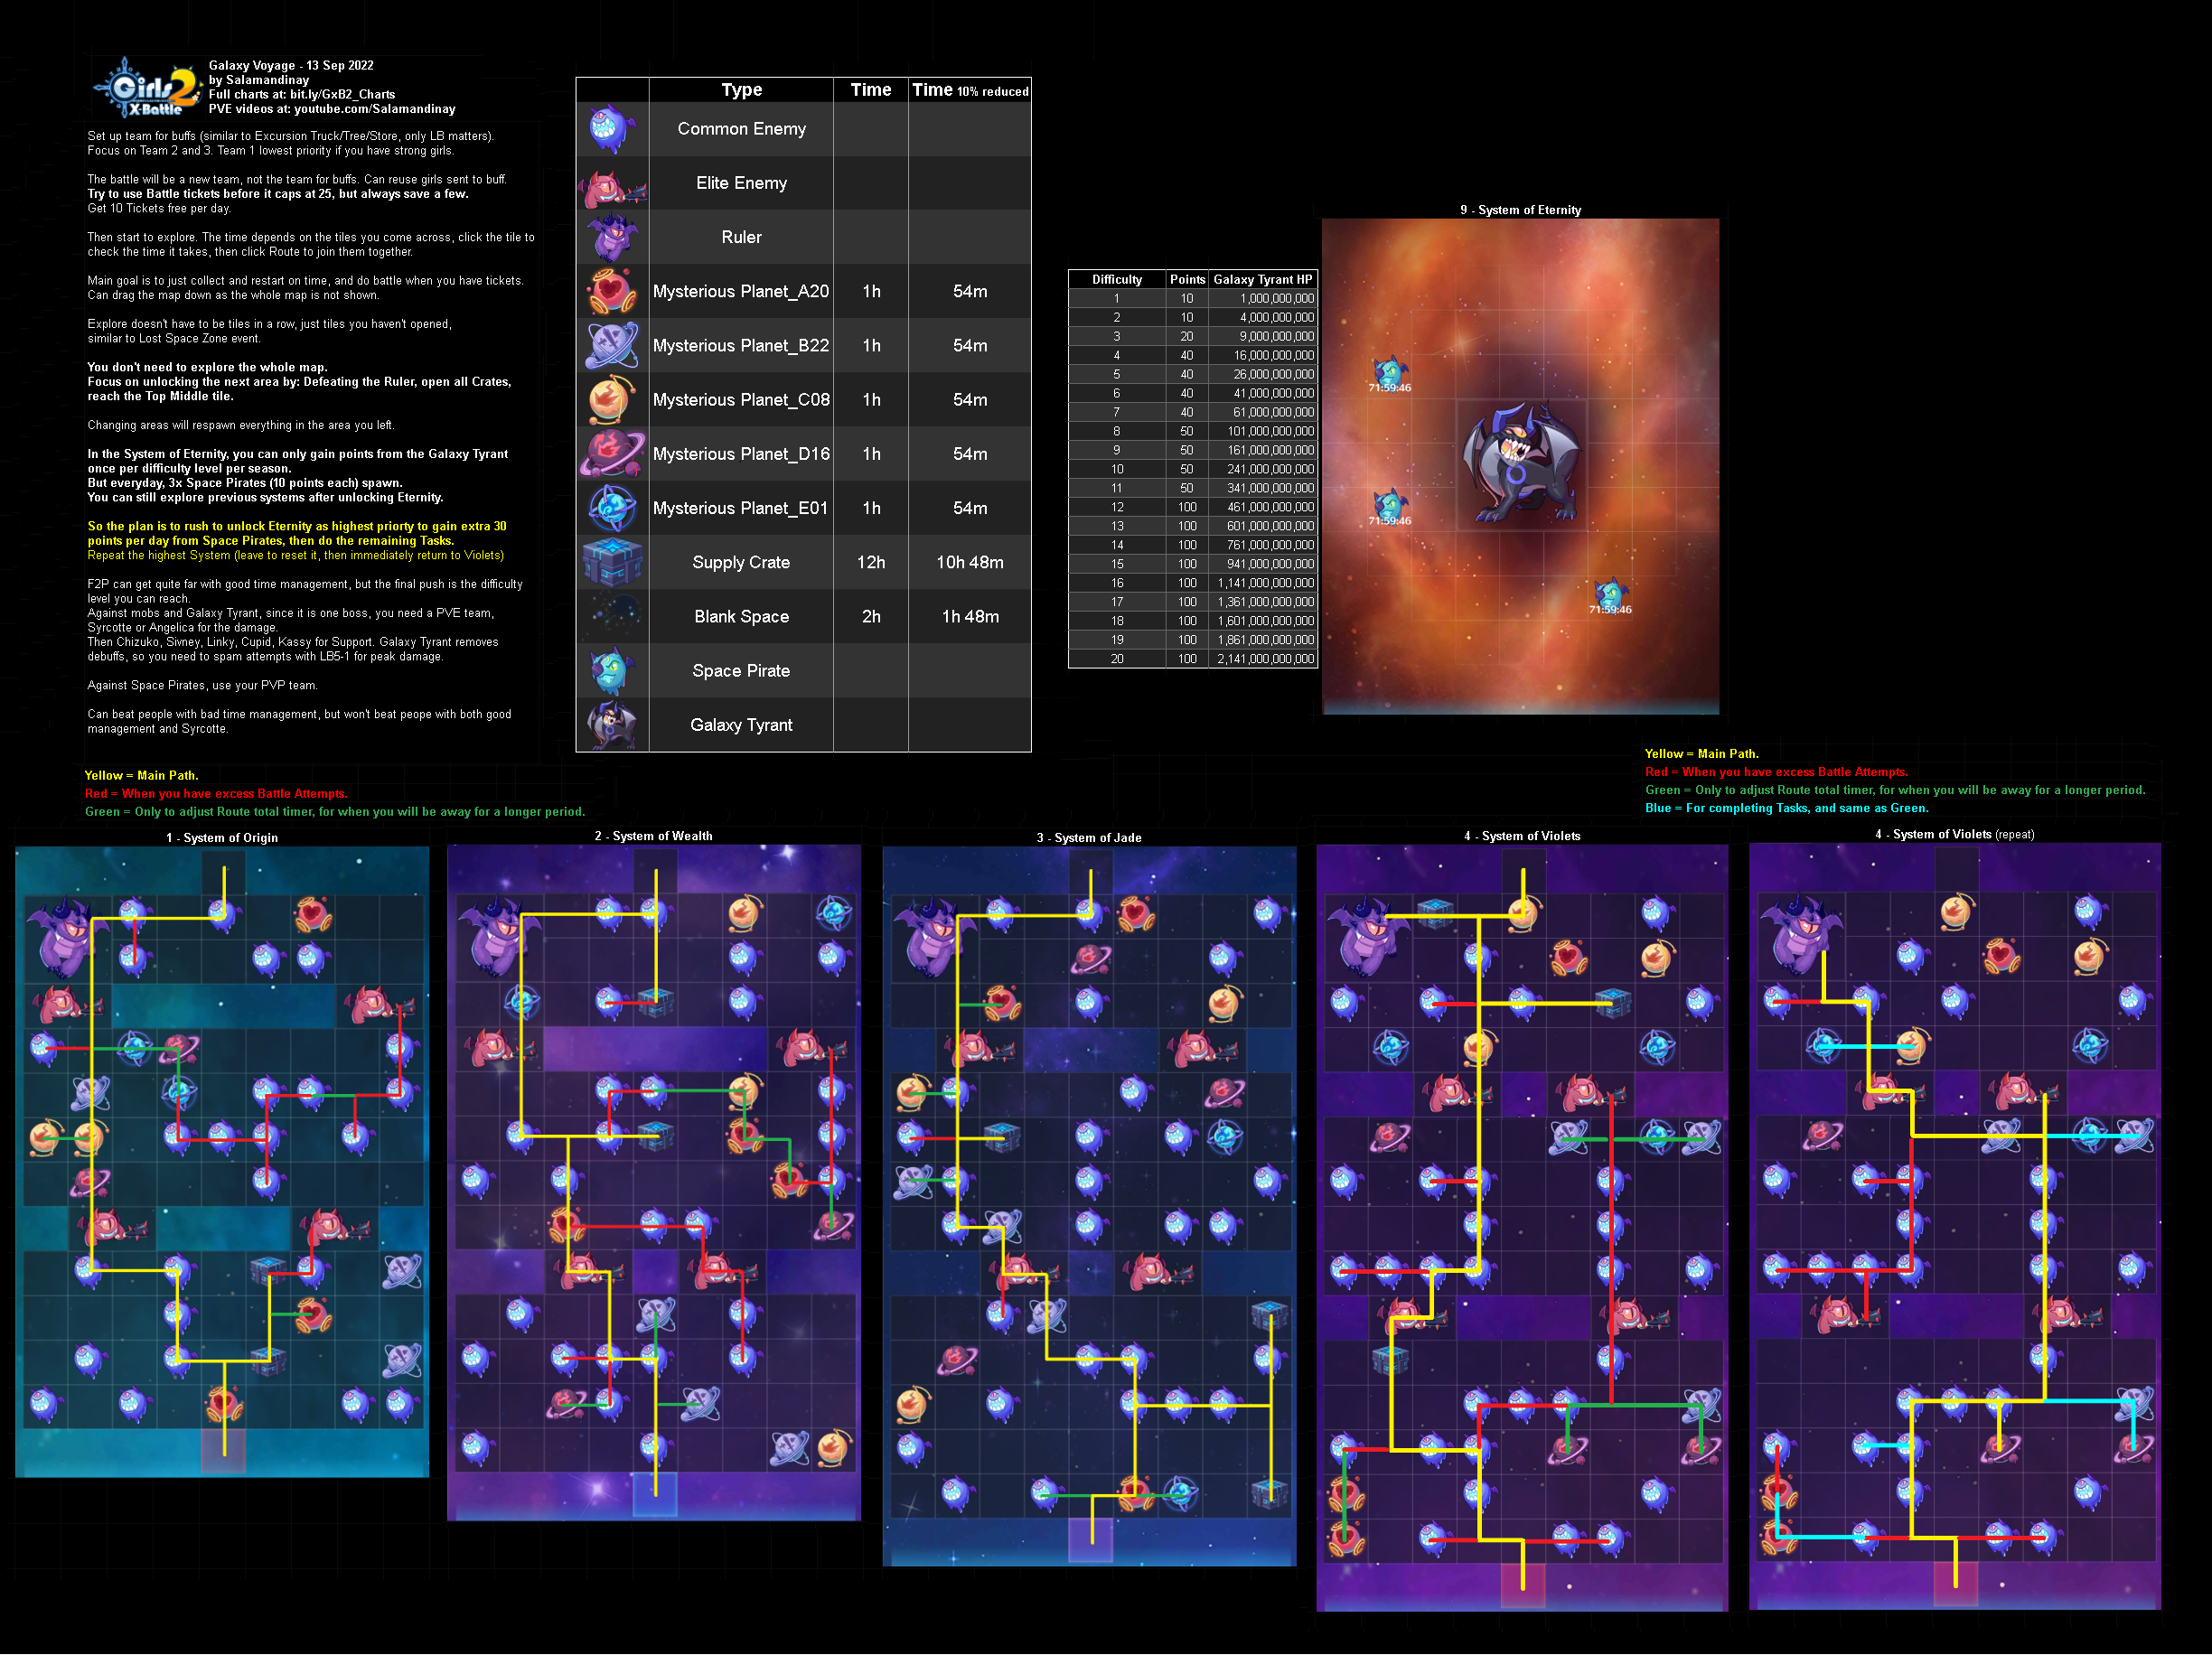 Girls 2
X-Battle
Galaxy Voyage - 13 Sep 2022
by Salamandinay
Full charts at: bit.ly/GxB2_Charts
PVE videos at: youtube.com/Salamandinay
Set up team for buffs (similar to Excursion Truck/Tree/Store, only LB matters).
Focus on Team 2 and 3. Team 1 lowest priority if you have strong girls.
The battle will be a new team, not the team for buffs. Can reuse girls sent to buff.
Try to use Battle tickets before it caps at 25, but always save a few.
Get 10 Tickets free per day.
Then start to explore. The time depends on the tiles you come across, click the tile to
check the time it takes, then click Route to join them together.
Main goal is to just collect and restart on time, and do battle when you have tickets.
Can drag the map down as the whole map is not shown.
Explore doesn't have to be tiles in a row, just tiles you haven't opened,
similar to Lost Space Zone event.
You don't need to explore the whole map.
Focus on unlocking the next area by: Defeating the Ruler, open all Crates,
reach the Top Middle tile.
Changing areas will respawn everything in the area you left.
In the System of Eternity, you can only gain points from the Galaxy Tyrant
once per difficulty level per season.
But everyday, 3x Space Pirates (10 points each) spawn.
You can still explore previous systems after unlocking Eternity.
So the plan is to rush to unlock Eternity as highest priorty to gain extra 30
points per day from Space Pirates, then do the remaining Tasks.
Repeat the highest System (leave to reset it, then immediately return to Violets)
F2P can get quite far with good time management, but the final push is the difficulty
level you can reach.
Against mobs and Galaxy Tyrant, since it is one boss, you need a PVE team,
Syrcotte or Angelica for the damage.
Then Chizuko, Sivney, Linky, Cupid, Kassy for Support. Galaxy Tyrant removes
debuffs, so you need to spam attempts with LB5-1 for peak damage.
Against Space Pirates, use your PVP team.
Can beat people with bad time management, but won't beat peope with both good
management and Syrcotte.
Type Time Time 10% reduced
Common Enemy
Elite Enemy
Ruler
Mysterious Planet_A20 1h 54m
Mysterious Planet_B22 1h 54m
Mysterious Planet_C08 1h 54m
Mysterious Planet_D16 1h 54m
Mysterious Planet_E01 1h 54m
Supply Crate 12h 10h 48m
Blank Space 2h 1h 48m
Space Pirate
Galaxy Tyrant
Difficulty Points Galaxy Tyrant HP
1 10 1,000,000,000
2 10 4,000,000,000
3 20 9,000,000,000
4 40 16,000,000,000
5 40 26,000,000,000
6 40 41,000,000,000
7 40 61,000,000,000
8 50 101,000,000,000
9 50 161,000,000,000
10 50 241,000,000,000
11 50 341,000,000,000
12 100 461,000,000,000
13 100 601,000,000,000
14 100 761,000,000,000
15 100 941,000,000,000
16 100 1,141,000,000,000
17 100 1,361,000,000,000
18 100 1,601,000,000,000
19 100 1,861,000,000,000
20 100 2,141,000,000,000
9 - System of Eternity
71:59:46
71:59:46
71:59:46
Yellow = Main Path.
Red = When you have excess Battle Attempts.
Green = Only to adjust Route total timer, for when you will be away for a longer period.
Yellow = Main Path.
Red = When you have excess Battle Attempts.
Green = Only to adjust Route total timer, for when you will be away for a longer period.
Blue = For completing Tasks, and same as Green.
1 - System of Origin
2 - System of Wealth
3 - System of Jade
4 - System of Violets
4 - System of Violets (repeat)